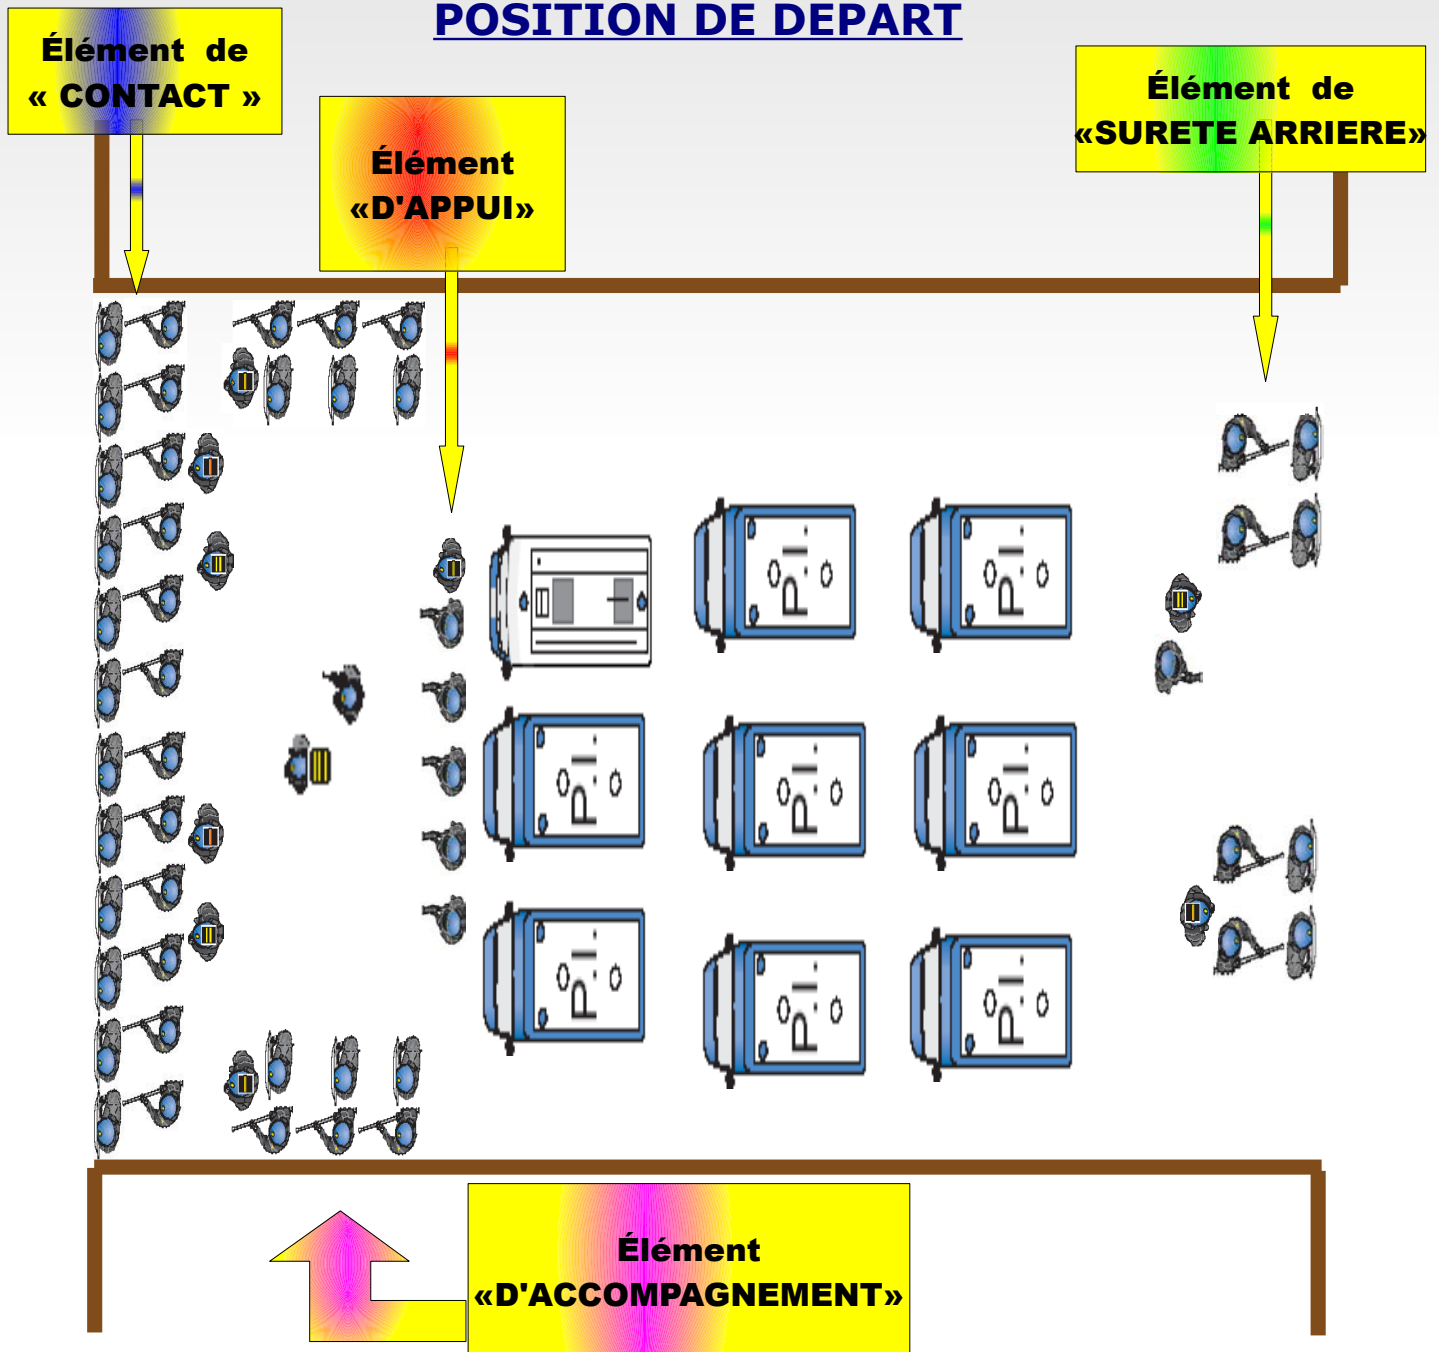 POSITION DE DEPART
Élément de
« CONTACT »
Élément
«D'APPUI»
Élément de
«SURETE ARRIERE»
P.I.
P.I.
P.I.
P.I.
P.I.
P.I.
P.I.
P.I.
Élément
«D'ACCOMPAGNEMENT»